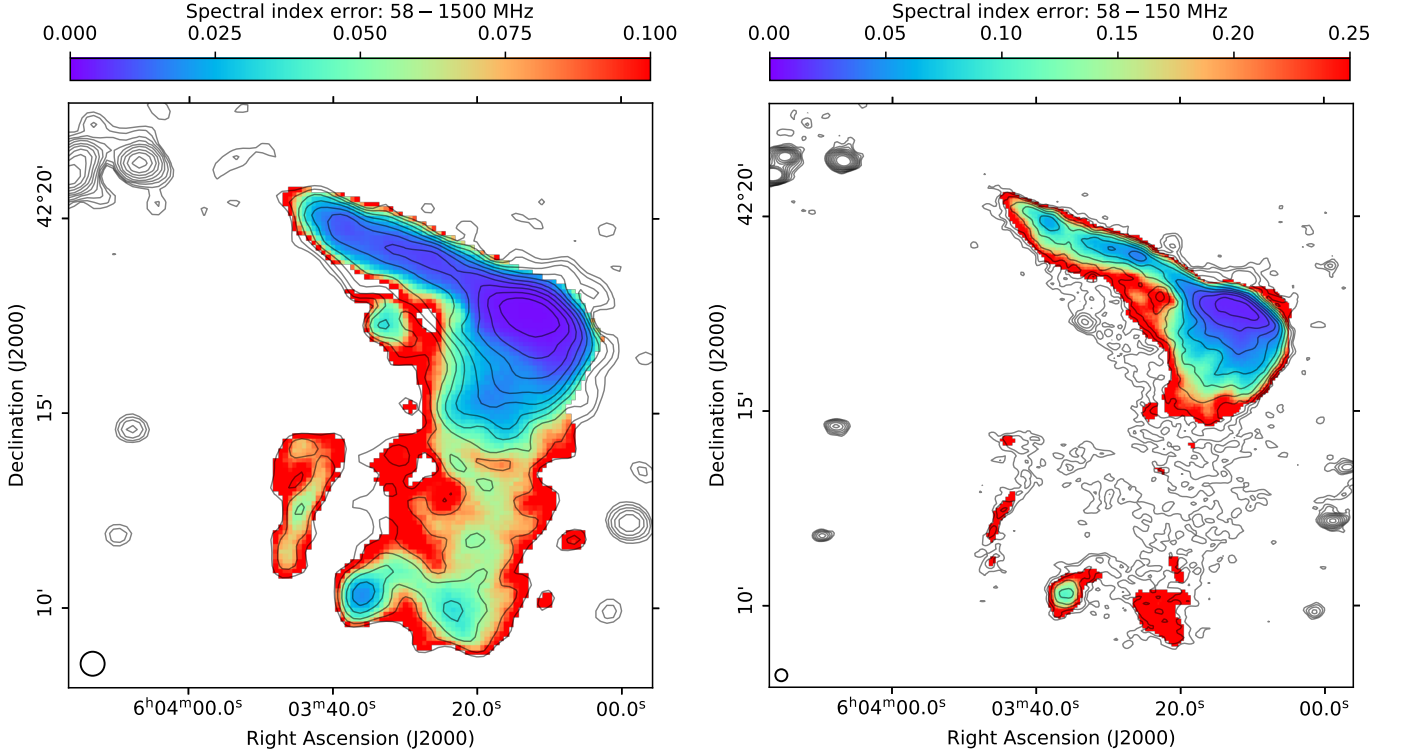 Spectral index error: 58 − 1500 MHz
0.000 0.025 0.050 0.075 0.100
42°20'
15'
10'
Declination (J2000)
6h04m00.0s 03m40.0s 20.0s 00.0s
Right Ascension (J2000)
Spectral index error: 58 − 150 MHz
0.00 0.05 0.10 0.15 0.20 0.25
42°20'
15'
10'
Declination (J2000)
6h04m00.0s 03m40.0s 20.0s 00.0s
Right Ascension (J2000)